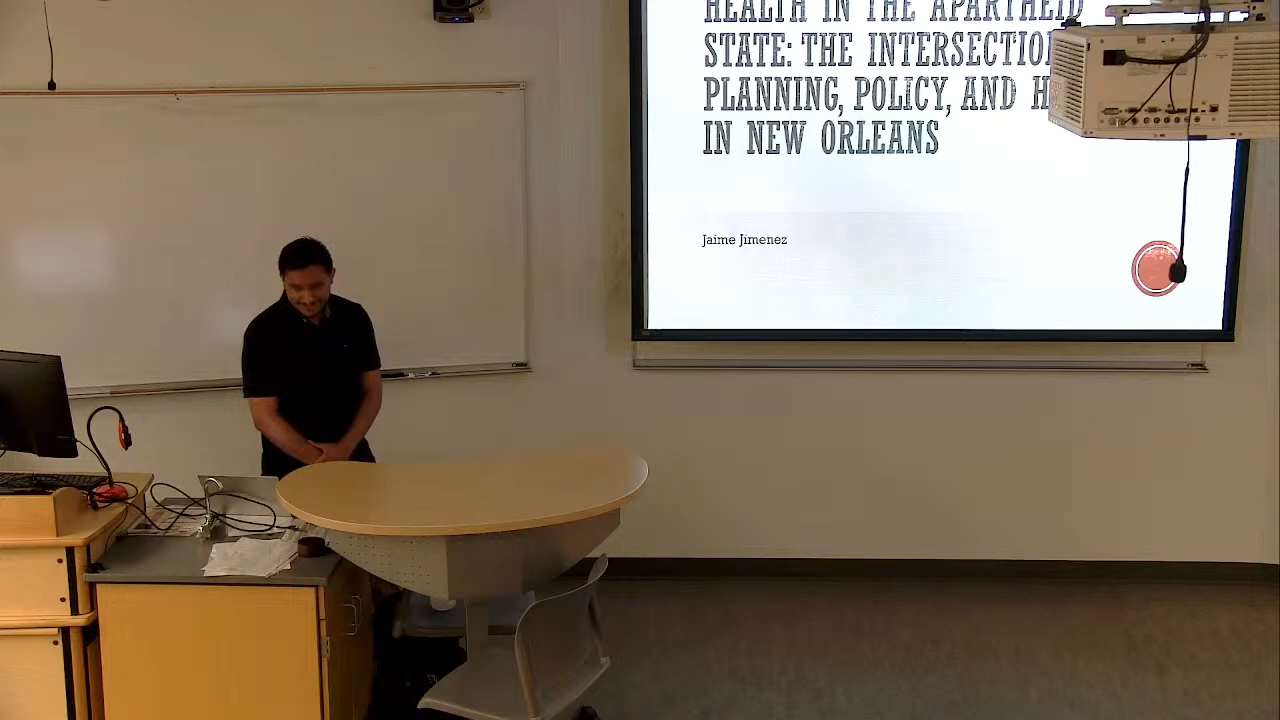 HEALTH IN THE APARTHEID
STATE: THE INTERSECTION
PLANNING, POLICY, AND
IN NEW ORLEANS
Jaime Jimenez